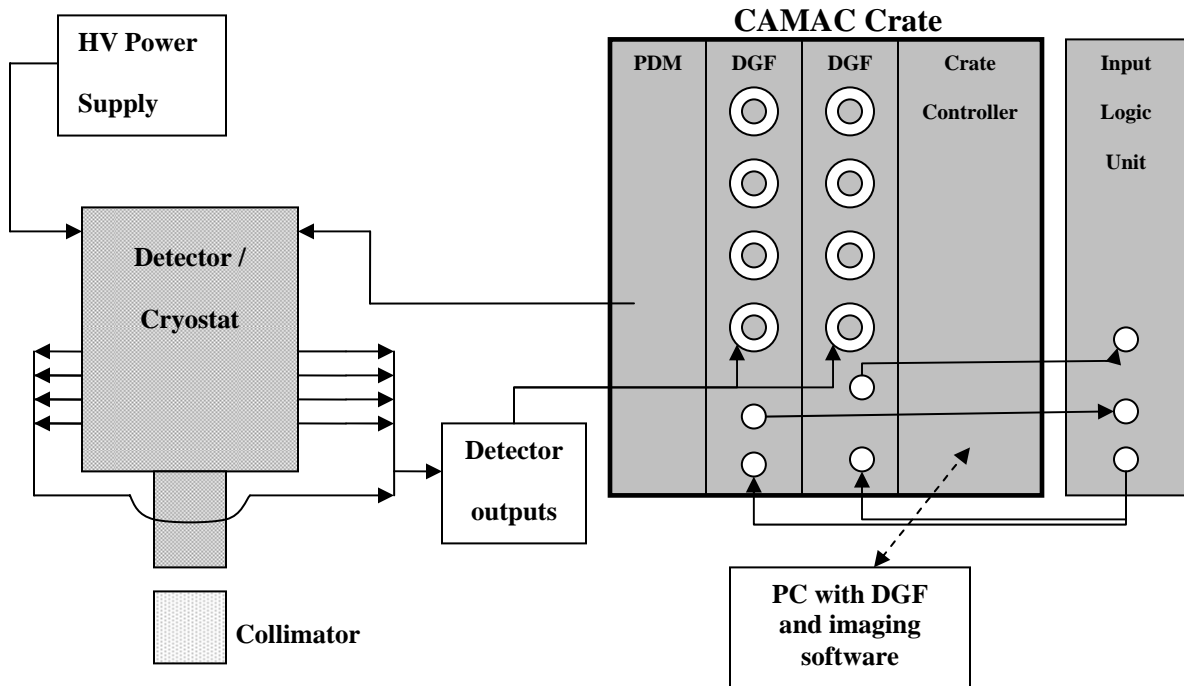 CAMAC Crate
HV Power
Supply
PDM
DGF
DGF
Crate
Controller
Input
Logic
Unit
Detector /
Cryostat
Detector
outputs
Collimator
PC with DGF
and imaging
software